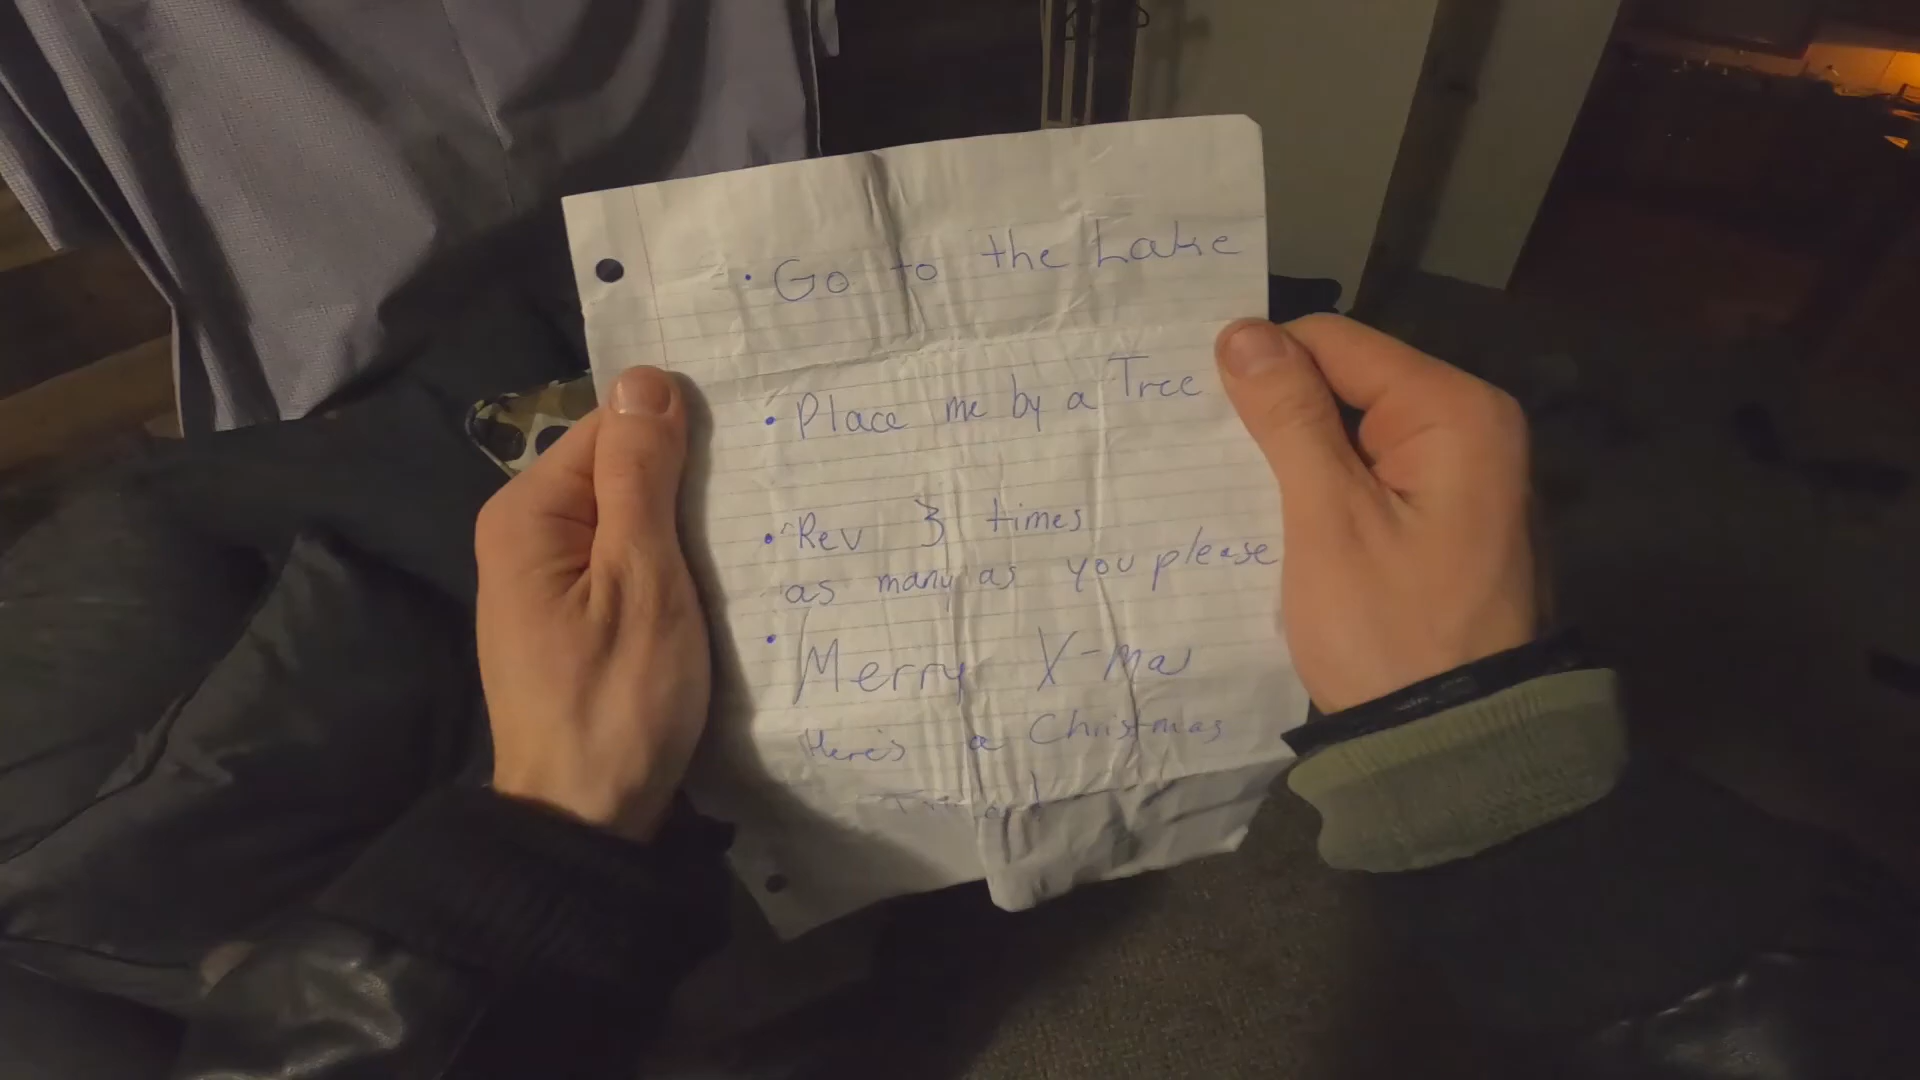 • Go to the Lake
• Place me by a Tree
• Rev 3 times
as many as you please
• Merry X-mas
Here's a Christmas